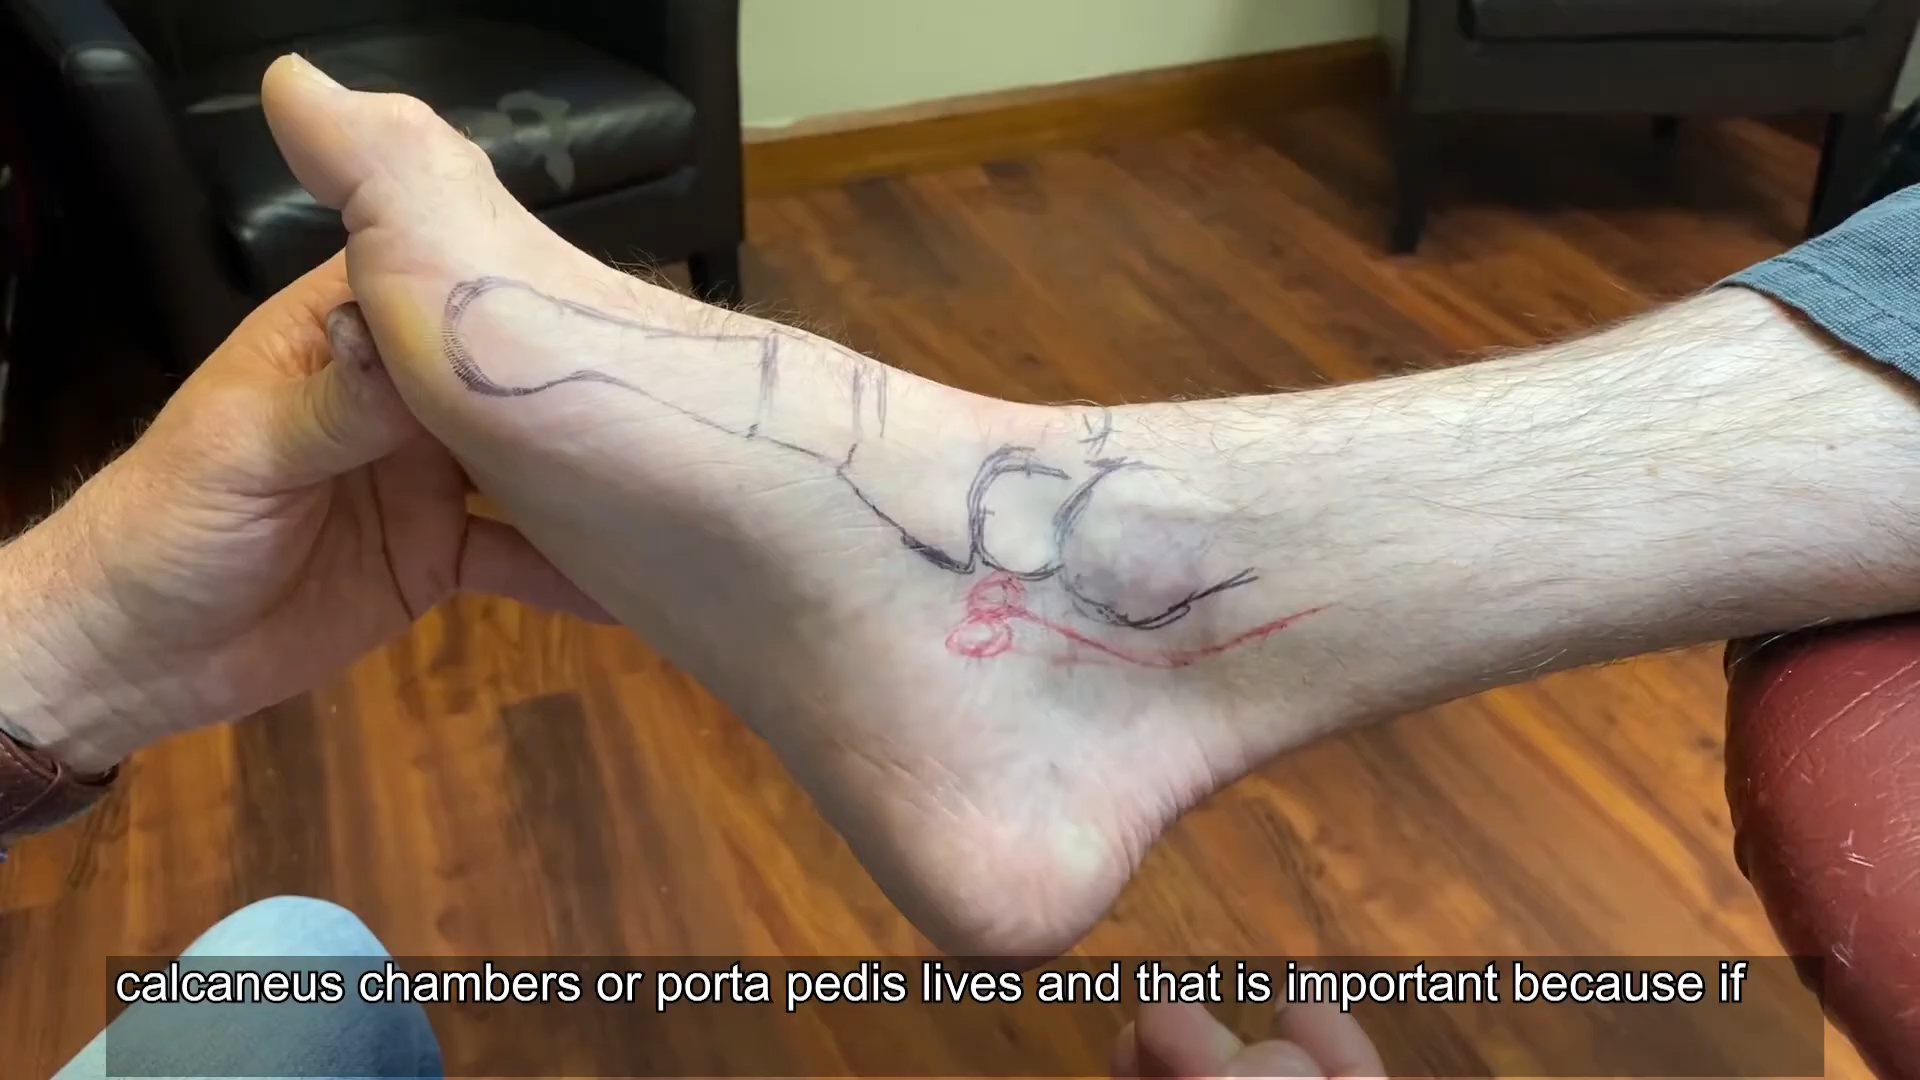 calcaneus chambers or porta pedis lives and that is important because if